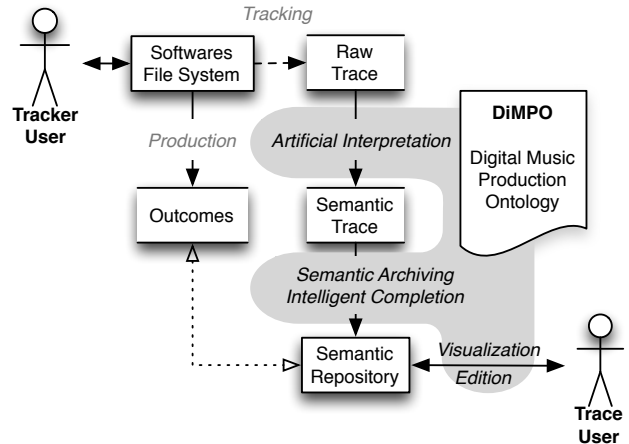 Tracking
Softwares
File System
Raw
Trace
Tracker
User
DiMPO
Production
Artificial Interpretation
Digital Music
Production
Ontology
Outcomes
Semantic
Trace
Semantic Archiving
Intelligent Completion
Semantic
Repository
Visualization
Edition
Trace
User